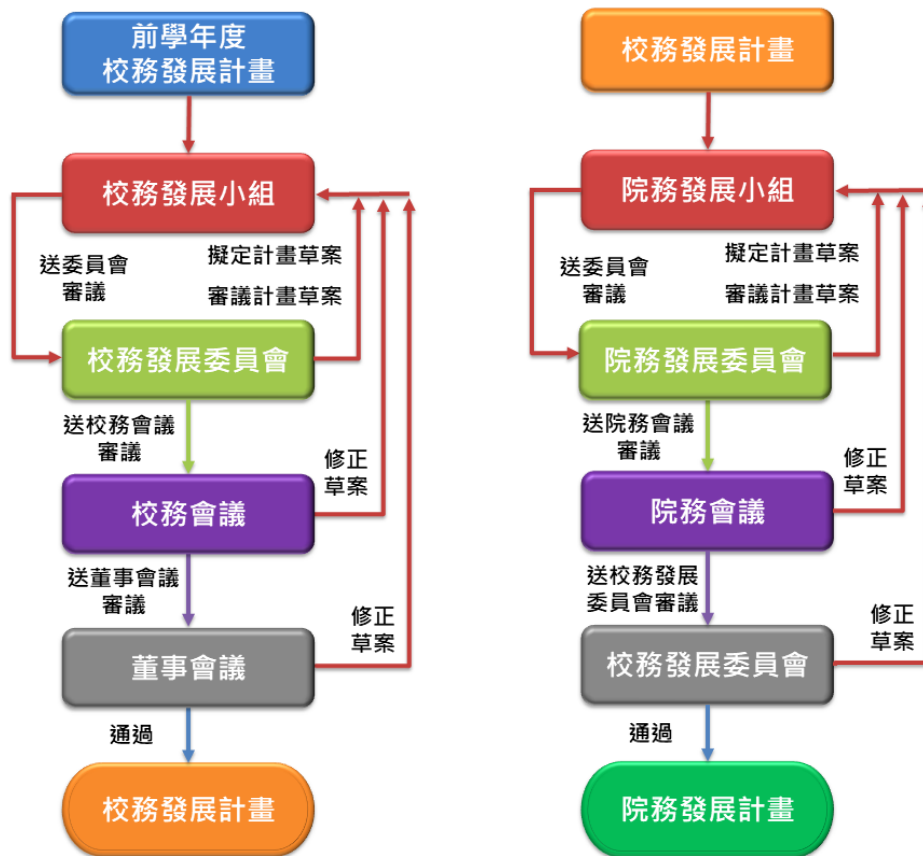 前學年度
校務發展計畫
校務發展小組
送委員會
審議
擬定計畫草案
審議計畫草案
校務發展委員會
送校務會議
審議
修正
草案
校務會議
送董事會議
審議
修正
草案
董事會議
通過
校務發展計畫
校務發展計畫
院務發展小組
送委員會
審議
擬定計畫草案
審議計畫草案
院務發展委員會
送院務會議
審議
修正
草案
院務會議
送校務發展
委員會審議
修正
草案
校務發展委員會
通過
院務發展計畫